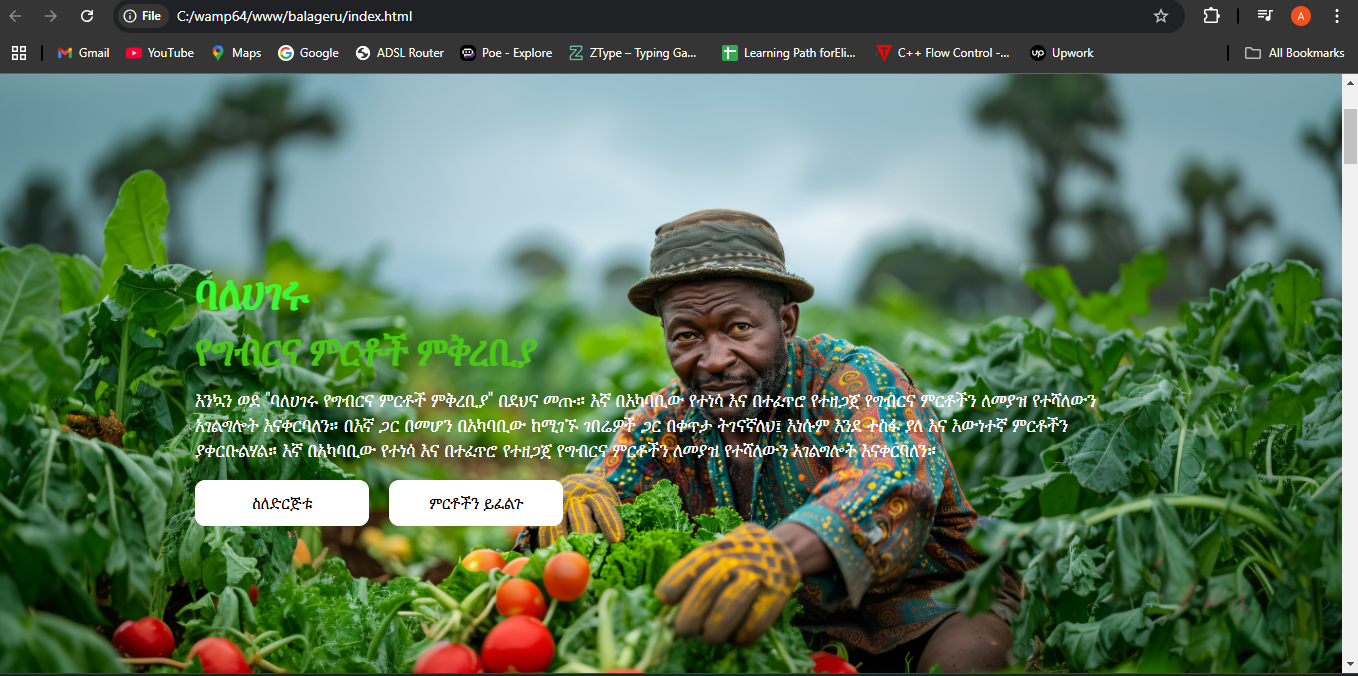 File C:/wamp64/www/balageru/index.html A
Gmail YouTube Maps Google ADSL Router Poe - Explore ZType – Typing Ga... Learning Path forEli... C++ Flow Control -... up Upwork All Bookmarks
ባለሀገሩ
የግብርና ምርቶች ምቅረቢያ
እንኳን ወደ "ባለሀገሩ የግብርና ምርቶች ምቅረቢያ" በደህና መጡ። እኛ በአካባቢው የተነሳ እና በተፈጥሮ የተዘጋጀ የግብርና ምርቶችን ለመያዝ የተሻለውን
አገልግሎት እናቀርባለን። በእኛ ጋር በመሆን በአካባቢው ከሚገኙ ገበሬዎች ጋር በቀጥታ ትገናኛለህ፤ እነሱም እንደ ተስፋ ያለ እና እውነተኛ ምርቶችን
ያቀርቡልሃል። እኛ በአካባቢው የተነሳ እና በተፈጥሮ የተዘጋጀ የግብርና ምርቶችን ለመያዝ የተሻለውን አገልግሎት እናቀርባለን።
ስለድርጅቱ ምርቶችን ይፈልጉ